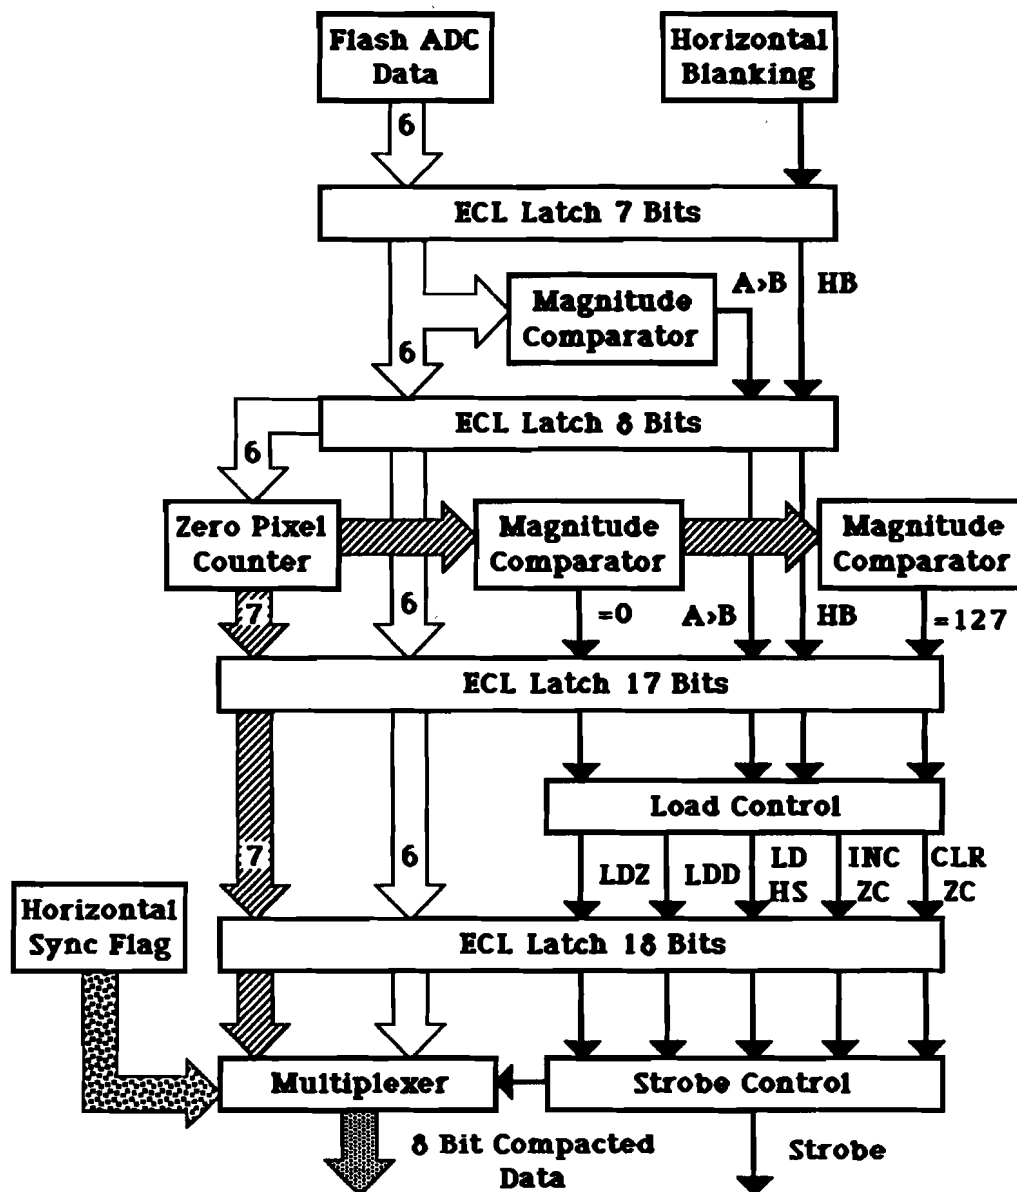 Flash ADC
Data
Horizontal
Blanking
6
ECL Latch 7 Bits
Magnitude
Comparator
A>B
HB
6
ECL Latch 8 Bits
6
Zero Pixel
Counter
Magnitude
Comparator
Magnitude
Comparator
7
6
=0
A>B
HB
=127
ECL Latch 17 Bits
Load Control
7
6
LDZ
LDD
LD
HS
INC
ZC
CLR
ZC
Horizontal
Sync Flag
ECL Latch 18 Bits
Multiplexer
Strobe Control
8 Bit Compacted
Data
Strobe